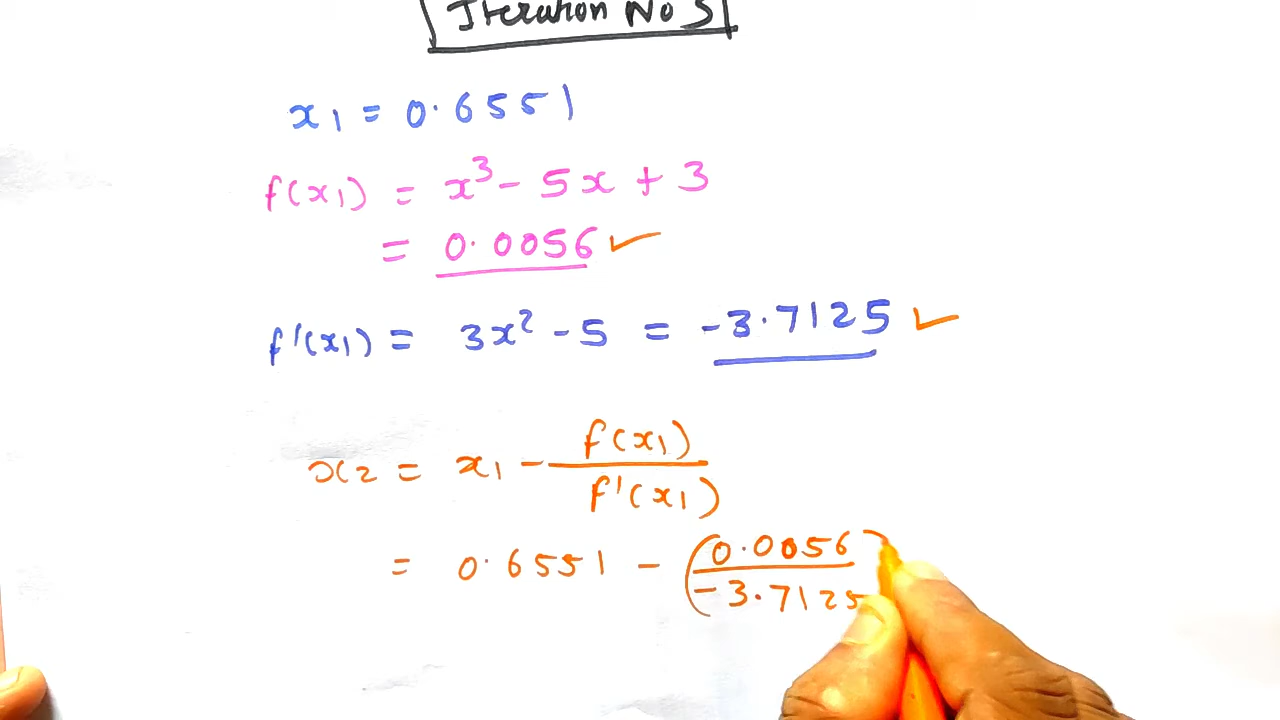 Iteration No 3
x1 = 0.6551
f(x1) = x³ - 5x + 3
= 0.0056 ✓
f'(x1) = 3x² - 5 = -3.7125 ✓
x2 = x1 - f(x1) / f'(x1)
= 0.6551 - (0.0056 / -3.7125)